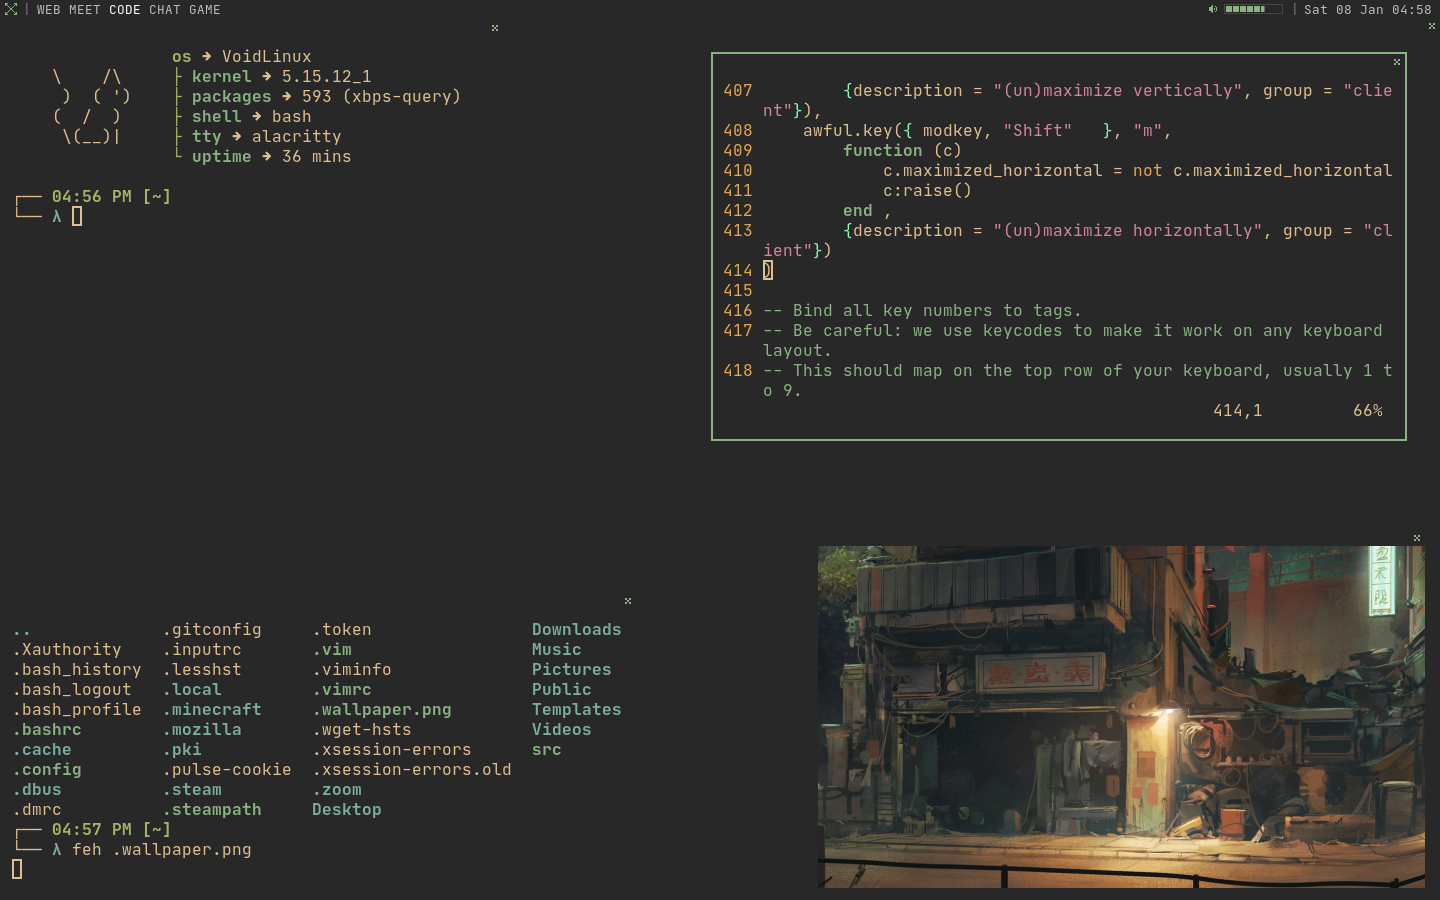 WEB MEET CODE CHAT GAME
Sat 08 Jan 04:58
os → VoidLinux
\    /\    ├ kernel → 5.15.12_1
)  ( ')    ├ packages → 593 (xbps-query)
(  /  )    ├ shell → bash
\(__)|    ├ tty → alacritty
└ uptime → 36 mins
┌── 04:56 PM [~]
└── λ
407         {description = "(un)maximize vertically", group = "clie
nt"}),
408     awful.key({ modkey, "Shift"   }, "m",
409         function (c)
410             c.maximized_horizontal = not c.maximized_horizontal
411             c:raise()
412         end ,
413         {description = "(un)maximize horizontally", group = "cl
ient"})
414 )
415
416 -- Bind all key numbers to tags.
417 -- Be careful: we use keycodes to make it work on any keyboard
layout.
418 -- This should map on the top row of your keyboard, usually 1 t
o 9.
414,1         66%
..             .gitconfig     .token                Downloads
.Xauthority    .inputrc       .vim                  Music
.bash_history  .lesshst       .viminfo              Pictures
.bash_logout   .local         .vimrc                Public
.bash_profile  .minecraft     .wallpaper.png        Templates
.bashrc        .mozilla       .wget-hsts            Videos
.cache         .pki           .xsession-errors      src
.config        .pulse-cookie  .xsession-errors.old
.dbus          .steam         .zoom
.dmrc          .steampath     Desktop
┌── 04:57 PM [~]
└── λ feh .wallpaper.png